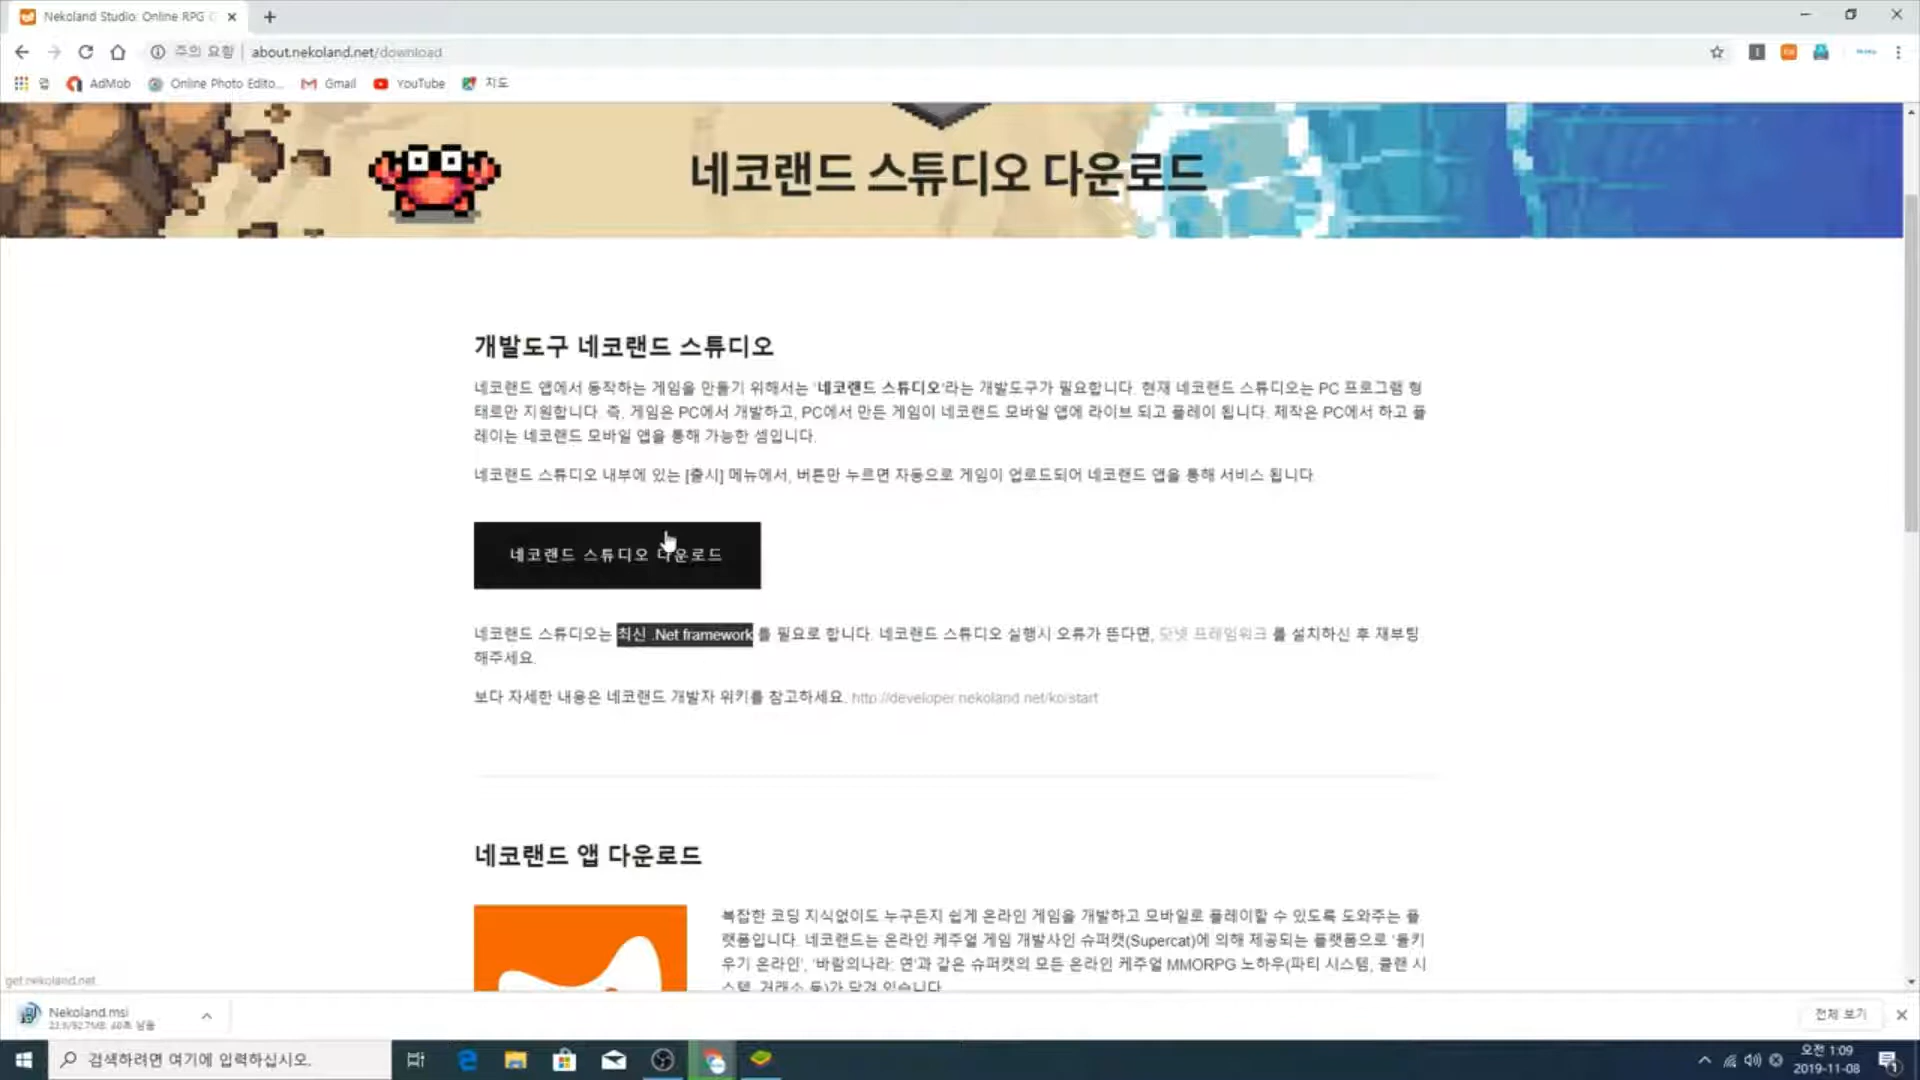 Nekoland Studio: Online RPG
주의 요함
about.nekoland.net/download
앱
AdMob
Online Photo Edito...
Gmail
YouTube
지도
네코랜드 스튜디오 다운로드
개발도구 네코랜드 스튜디오
네코랜드 앱에서 동작하는 게임을 만들기 위해서는 '네코랜드 스튜디오'라는 개발도구가 필요합니다. 현재 네코랜드 스튜디오는 PC 프로그램 형
태로만 지원합니다. 즉, 게임은 PC에서 개발하고, PC에서 만든 게임이 네코랜드 모바일 앱에 라이브 되고 플레이 됩니다. 제작은 PC에서 하고 플
레이는 네코랜드 모바일 앱을 통해 가능한 셈입니다.
네코랜드 스튜디오 내부에 있는 [출시] 메뉴에서, 버튼만 누르면 자동으로 게임이 업로드되어 네코랜드 앱을 통해 서비스 됩니다.
네코랜드 스튜디오 다운로드
네코랜드 스튜디오는 최신 .Net framework 를 필요로 합니다. 네코랜드 스튜디오 실행시 오류가 뜬다면, 닷넷 프레임워크 를 설치하신 후 재부팅
해주세요.
보다 자세한 내용은 네코랜드 개발자 위키를 참고하세요. http://developer.nekoland.net/ko/start
네코랜드 앱 다운로드
복잡한 코딩 지식없이도 누구든지 쉽게 온라인 게임을 개발하고 모바일로 플레이할 수 있도록 도와주는 플
랫폼입니다. 네코랜드는 온라인 케주얼 게임 개발사인 슈퍼캣(Supercat)에 의해 제공되는 플랫폼으로 '돌키
우기 온라인', '바람의나라: 연'과 같은 슈퍼캣의 모든 온라인 케주얼 MMORPG 노하우(파티 시스템, 클랜 시
스템, 거래소 등)가 담겨 있습니다.
get.nekoland.net
Nekoland.msi
전체 보기
검색하려면 여기에 입력하십시오.
오전 1:09
2019-11-08